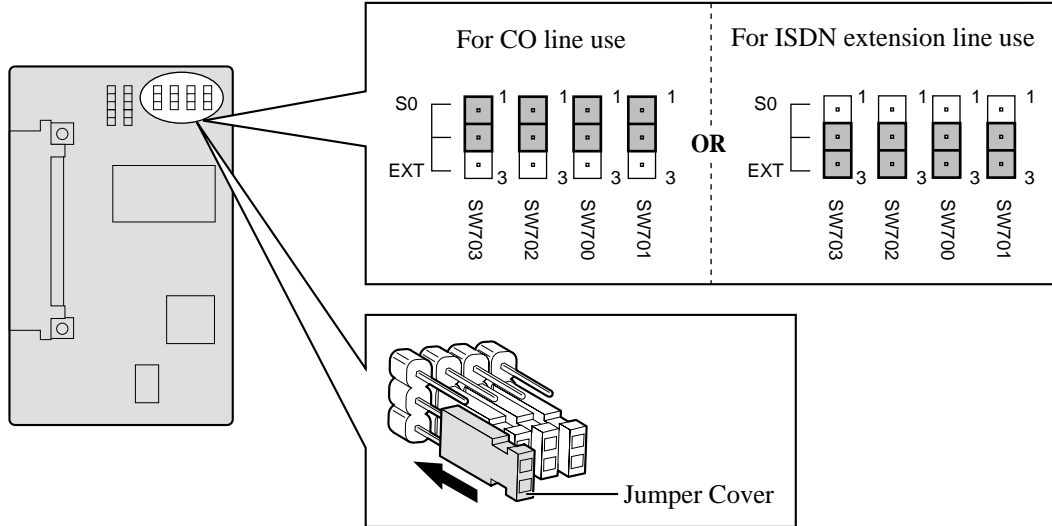 For CO line use
For ISDN extension line use
S0 1 1 1 1
EXT 3 3 3 3
SW703 SW702 SW700 SW701
OR
S0 1 1 1 1
EXT 3 3 3 3
SW703 SW702 SW700 SW701
Jumper Cover